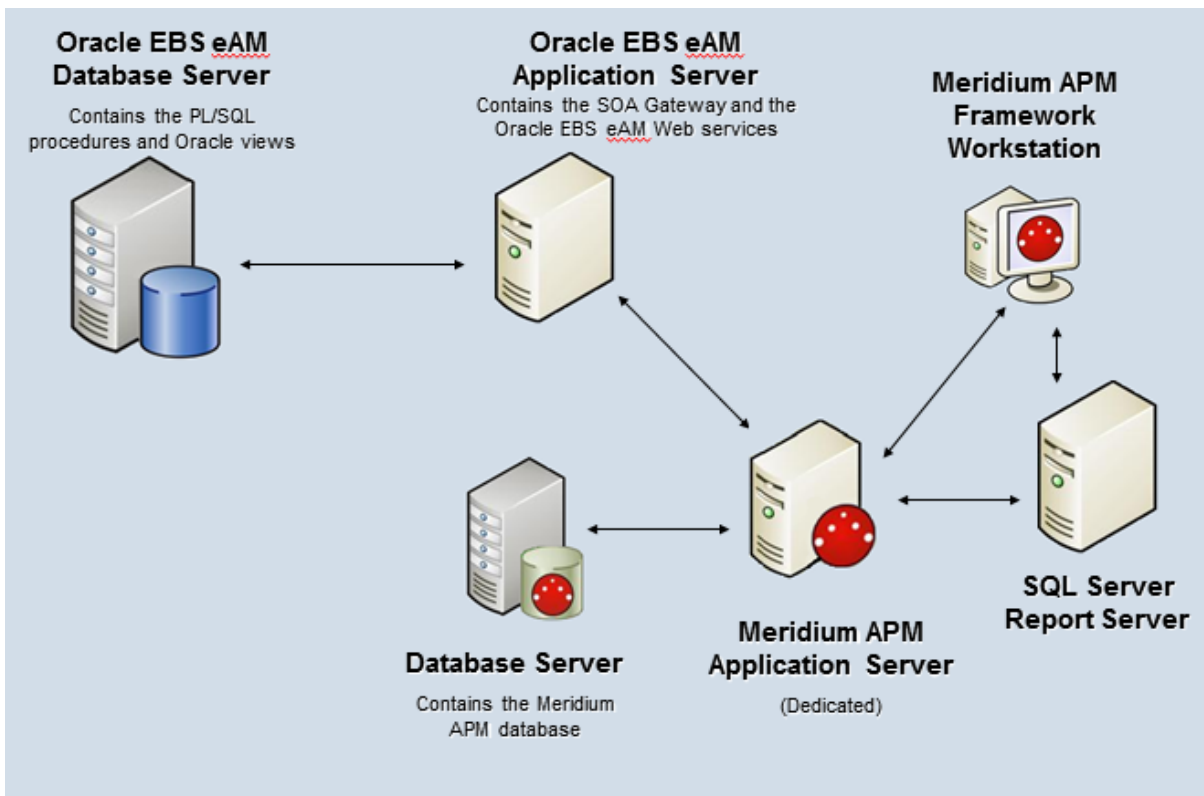 Oracle EBS eAM
Database Server
Contains the PL/SQL
procedures and Oracle views
Oracle EBS eAM
Application Server
Contains the SOA Gateway and the
Oracle EBS eAM Web services
Meridium APM
Framework
Workstation
SQL Server
Report Server
Meridium APM
Application Server
(Dedicated)
Database Server
Contains the Meridium
APM database